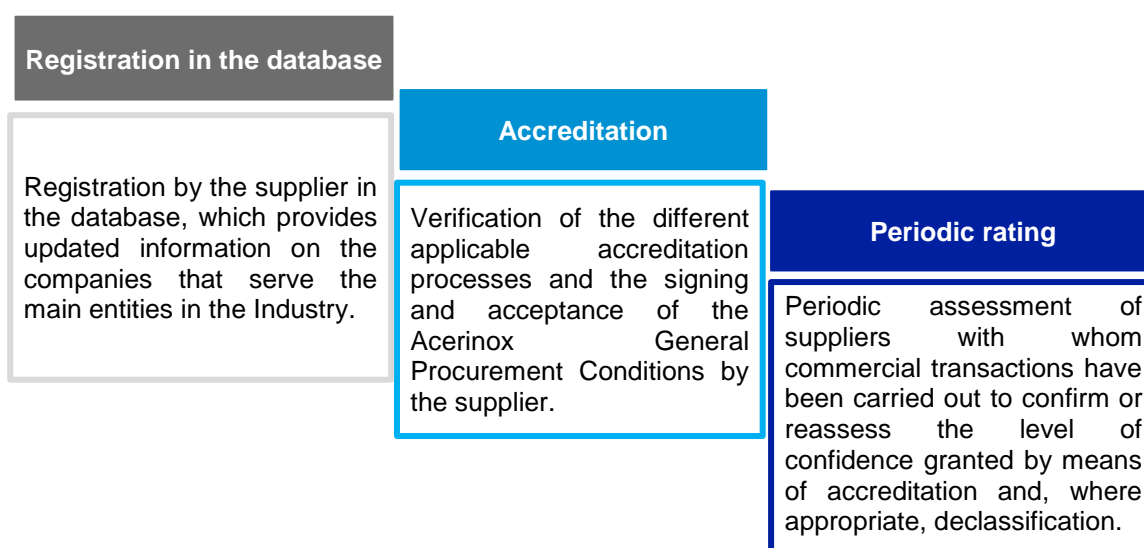 Registration in the database
Registration by the supplier in
the database, which provides
updated information on the
companies that serve the
main entities in the Industry.
Accreditation
Verification of the different
applicable accreditation
processes and the signing
and acceptance of the
Acerinox General
Procurement Conditions by
the supplier.
Periodic rating
Periodic assessment of
suppliers with whom
commercial transactions have
been carried out to confirm or
reassess the level of
confidence granted by means
of accreditation and, where
appropriate, declassification.